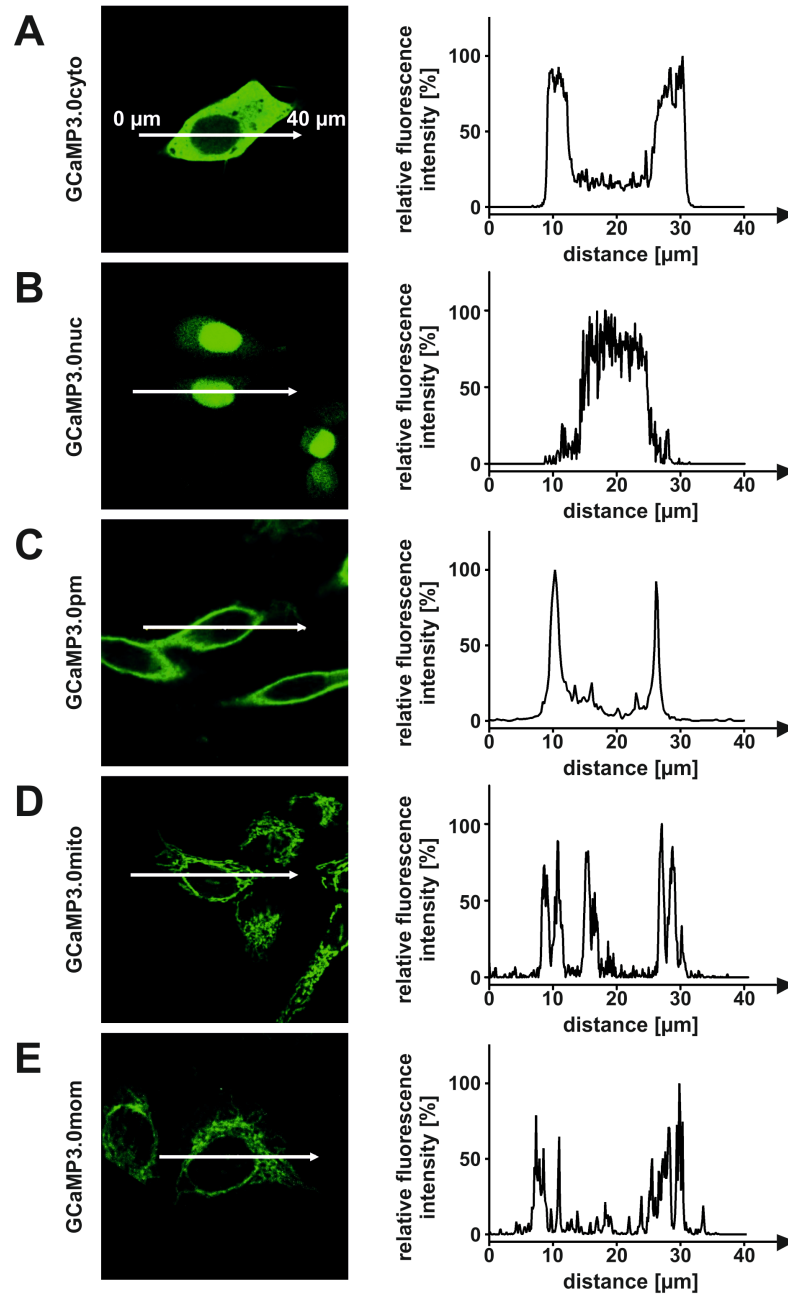 A
GCaMP3.0cyto
0 µm
40 µm
relative fluorescence
intensity [%]
100
50
0
0 10 20 30 40
distance [µm]
B
GCaMP3.0nuc
relative fluorescence
intensity [%]
100
50
0
0 10 20 30 40
distance [µm]
C
GCaMP3.0pm
relative fluorescence
intensity [%]
100
50
0
0 10 20 30 40
distance [µm]
D
GCaMP3.0mito
relative fluorescence
intensity [%]
100
50
0
0 10 20 30 40
distance [µm]
E
GCaMP3.0mom
relative fluorescence
intensity [%]
100
50
0
0 10 20 30 40
distance [µm]